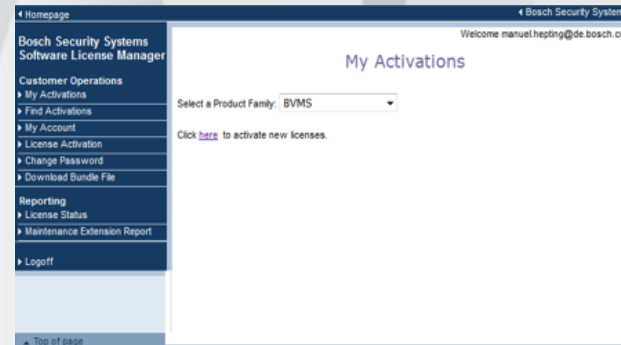 Homepage
Bosch Security System
Bosch Security Systems
Software License Manager
Customer Operations
My Activations
Find Activations
My Account
License Activation
Change Password
Download Bundle File
Reporting
License Status
Maintenance Extension Report
Logoff
Top of page
Welcome manuel.hepting@de.bosch.co
My Activations
Select a Product Family: BVMS
Click here to activate new licenses.